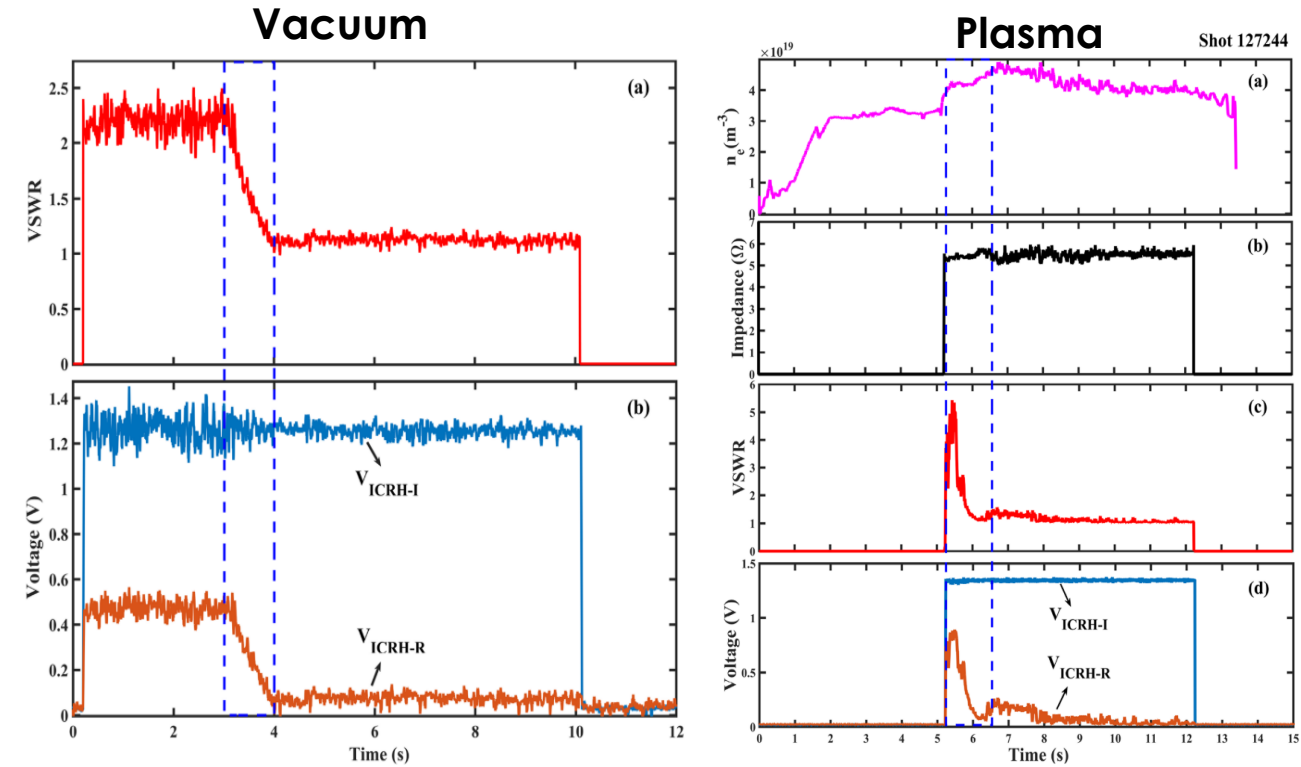 Vacuum
2.5
2
1.5
1
0.5
0
VSWR
(a)
1.4
1.2
1
0.8
0.6
0.4
0.2
0
Voltage (V)
(b)
V_ICRH-I
V_ICRH-R
0 2 4 6 8 10 12
Time (s)
Plasma
Shot 127244
×10^19
4
3
2
1
0
n_e(m^-3)
(a)
7
6
5
4
3
2
1
0
Impedance (Ω)
(b)
6
5
4
3
2
1
0
VSWR
(c)
1.5
1
0.5
0
Voltage (V)
(d)
V_ICRH-I
V_ICRH-R
0 1 2 3 4 5 6 7 8 9 10 11 12 13 14 15
Time (s)